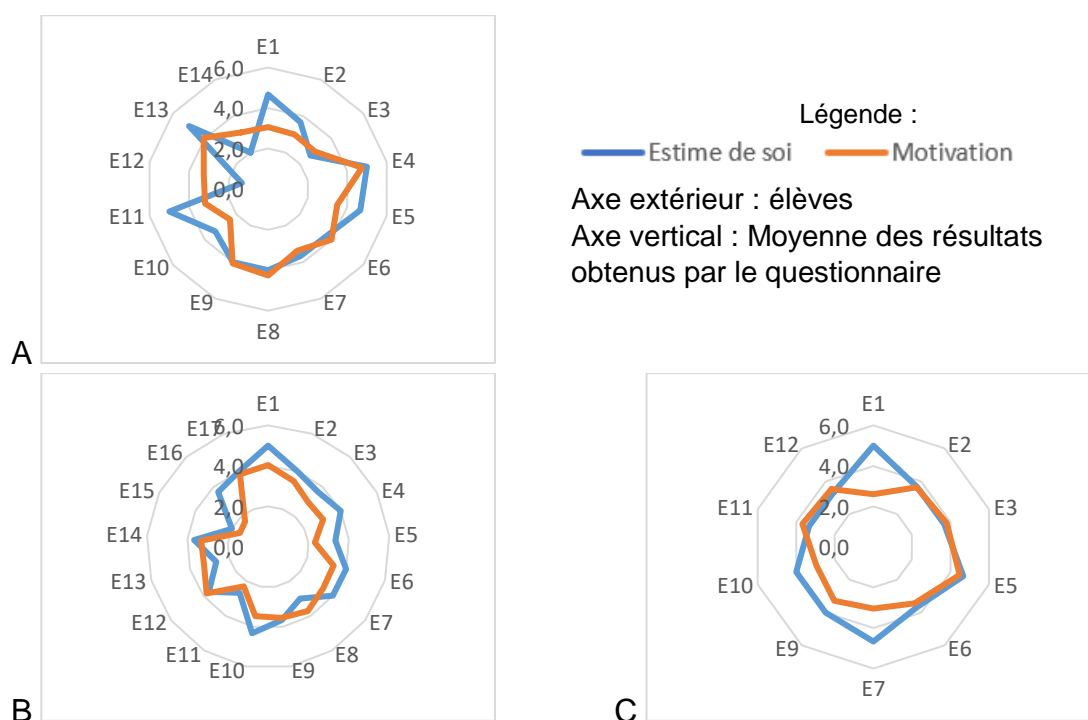 E1
E2
E3
E4
E5
E6
E7
E8
E9
E10
E11
E12
E13
E14
6,0
4,0
2,0
0,0
A
Légende :
Estime de soi
Motivation
Axe extérieur : élèves
Axe vertical : Moyenne des résultats
obtenus par le questionnaire
E1
E2
E3
E4
E5
E6
E7
E8
E9
E10
E11
E12
E13
E14
E15
E16
E17
6,0
4,0
2,0
0,0
B
E1
E2
E3
E5
E6
E7
E9
E10
E11
E12
6,0
4,0
2,0
0,0
C